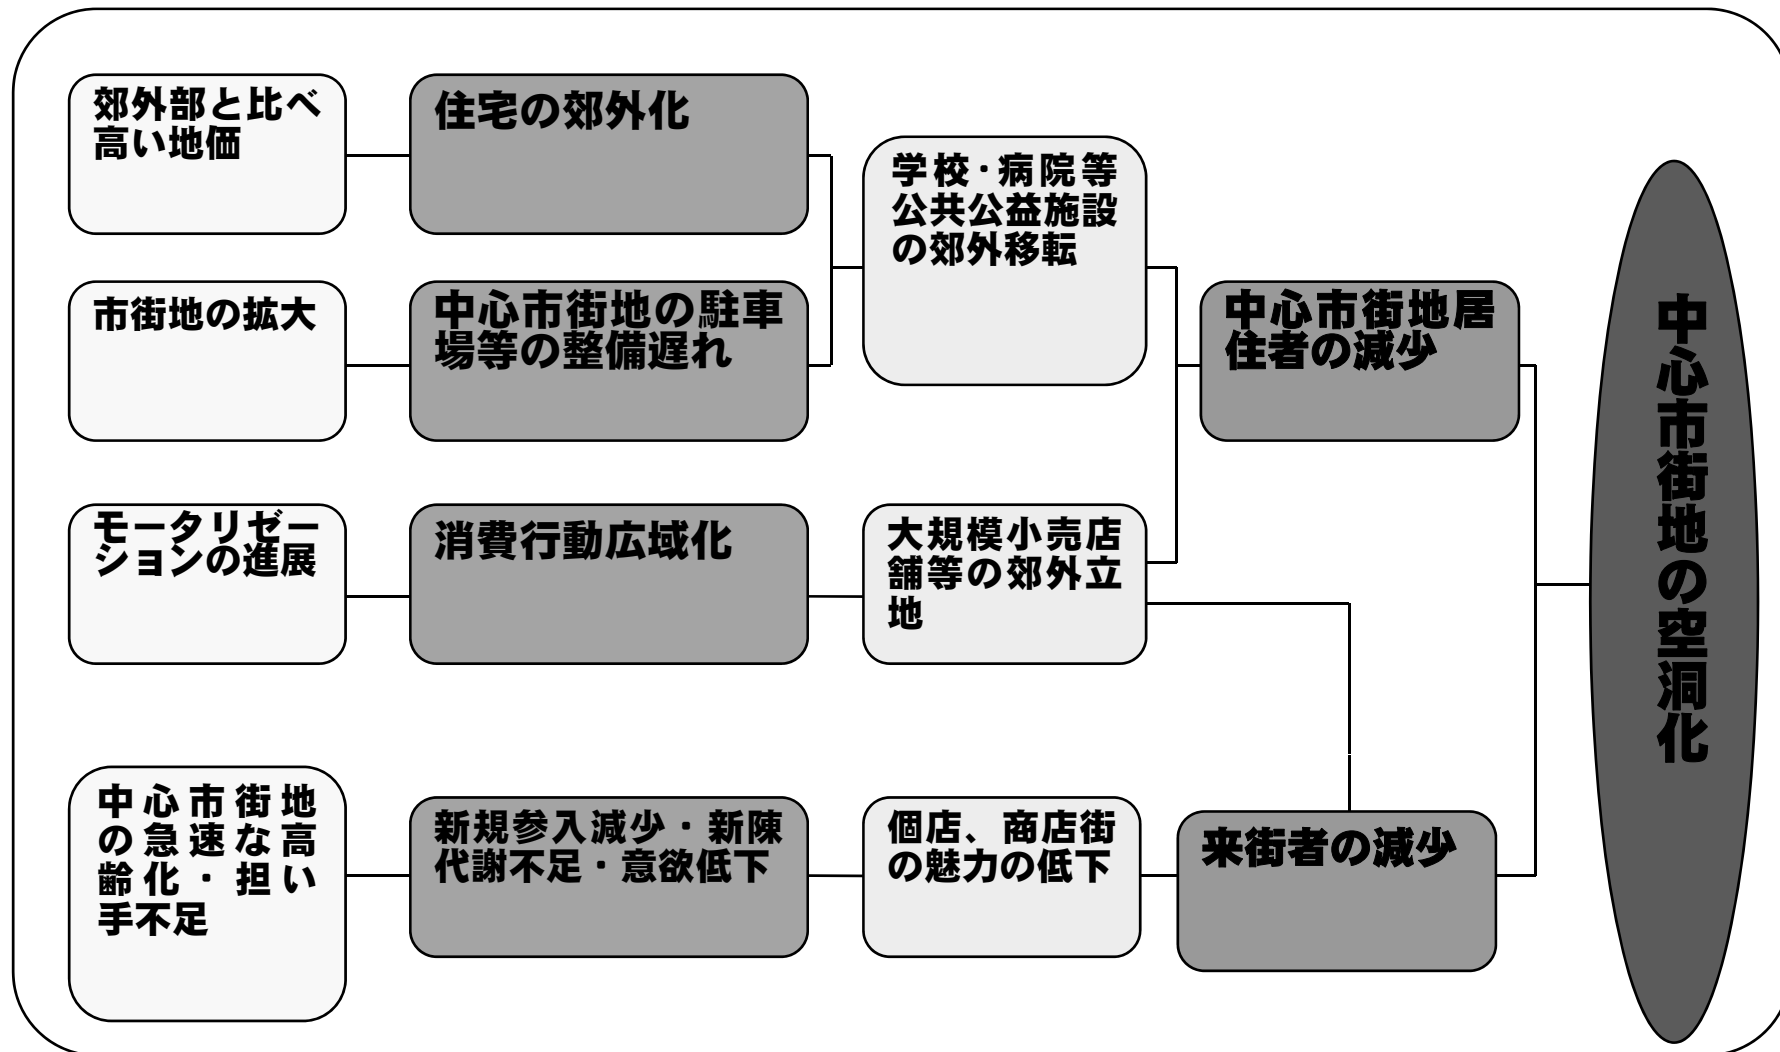 郊外部と比べ
高い地価
住宅の郊外化
学校・病院等
公共公益施設
の郊外移転
市街地の拡大
中心市街地の駐車
場等の整備遅れ
中心市街地居
住者の減少
モータリゼー
ションの進展
消費行動広域化
大規模小売店
舗等の郊外立
地
中心市街地
の急速な高
齢化・担い
手不足
新規参入減少・新陳
代謝不足・意欲低下
個店、商店街
の魅力の低下
来街者の減少
中心市街地の空洞化